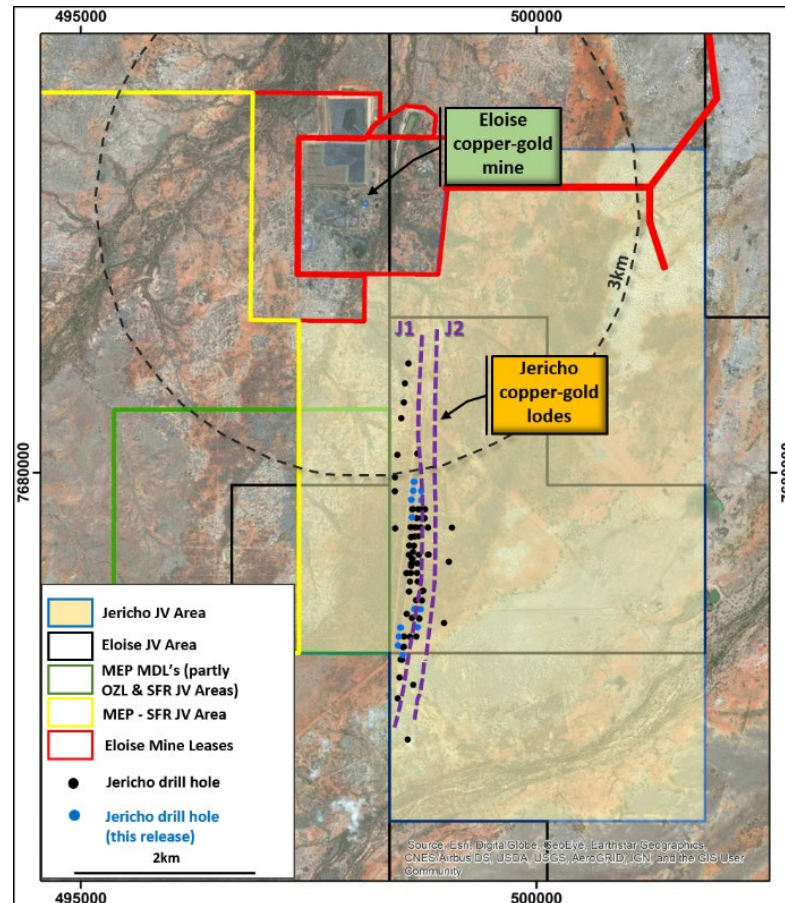 495000
500000
Eloise
copper-gold
mine
3km
J1 J2
Jericho
copper-gold
lodes
7680000
7680000
Jericho JV Area
Eloise JV Area
MEP MDL's (partly
OZL & SFR JV Areas)
MEP - SFR JV Area
Eloise Mine Leases
Jericho drill hole
Jericho drill hole
(this release)
2km
Source: Esri, DigitalGlobe, GeoEye, Earthstar Geographics,
CNES/Airbus DS, USDA, USGS, AeroGRID, IGN, and the GIS User
Community
495000
500000